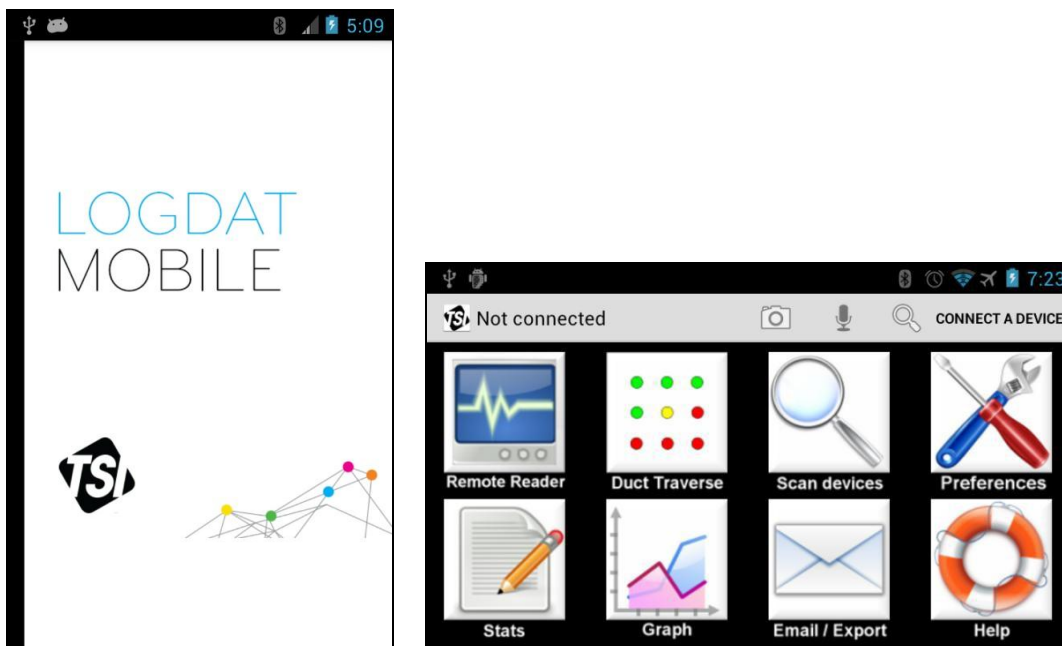 5:09
LOGDAT
MOBILE
TSI
7:23
TSI Not connected
CONNECT A DEVICE
Remote Reader
Duct Traverse
Scan devices
Preferences
Stats
Graph
Email / Export
Help